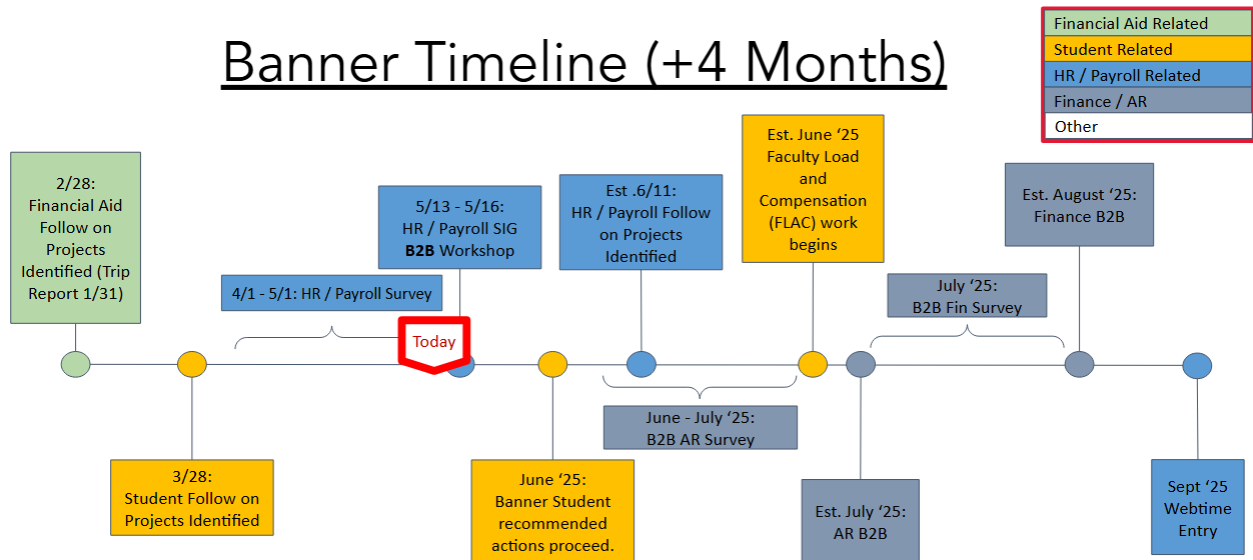 Banner Timeline (+4 Months)
Financial Aid Related
Student Related
HR / Payroll Related
Finance / AR
Other
2/28:
Financial Aid
Follow on
Projects
Identified (Trip
Report 1/31)
4/1 - 5/1: HR / Payroll Survey
Today
5/13 - 5/16:
HR / Payroll SIG
B2B Workshop
Est .6/11:
HR / Payroll Follow
on Projects
Identified
Est. June ‘25
Faculty Load
and
Compensation
(FLAC) work
begins
July ‘25:
B2B Fin Survey
Est. August ‘25:
Finance B2B
3/28:
Student Follow on
Projects Identified
June ‘25:
Banner Student
recommended
actions proceed.
June - July ‘25:
B2B AR Survey
Est. July ‘25:
AR B2B
Sept ‘25
Webtime
Entry